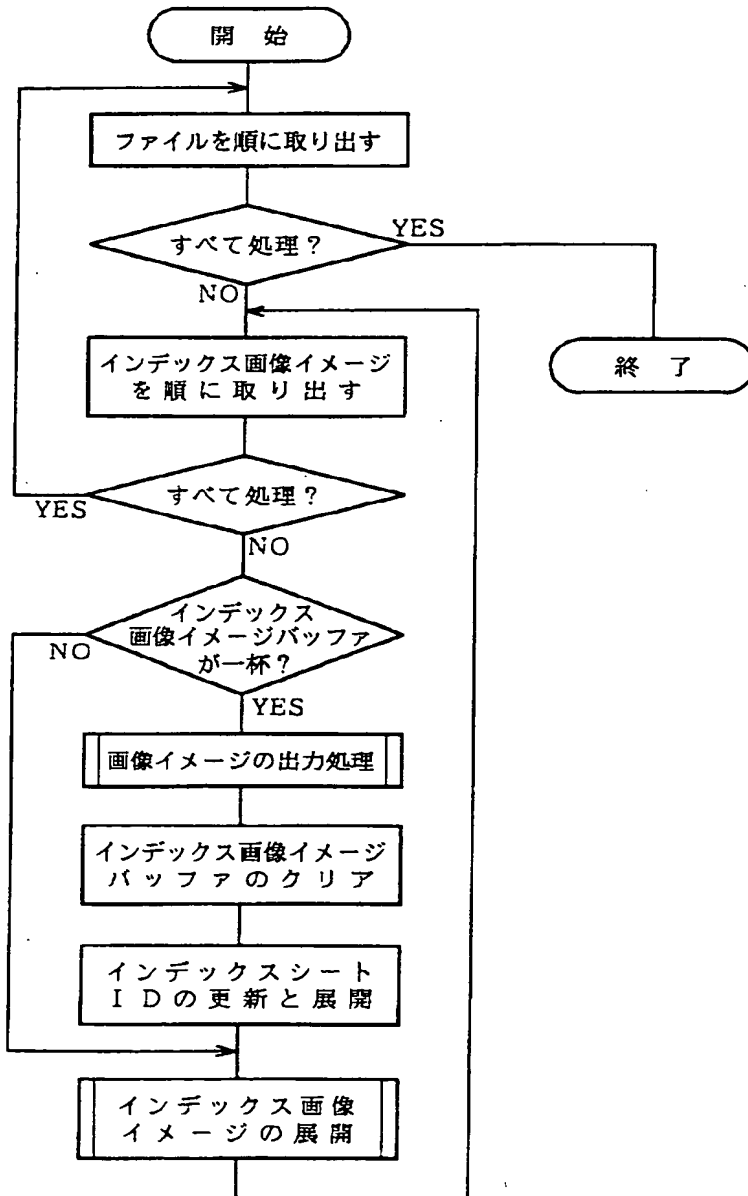 開 始
ファイルを順に取り出す
すべて処理？
YES
NO
インデックス画像イメージ
を順に取り出す
終 了
すべて処理？
YES
NO
インデックス
画像イメージバッファ
が一杯？
NO
YES
画像イメージの出力処理
インデックス画像イメージ
バッファのクリア
インデックスシート
ＩＤの更新と展開
インデックス画像
イメージの展開